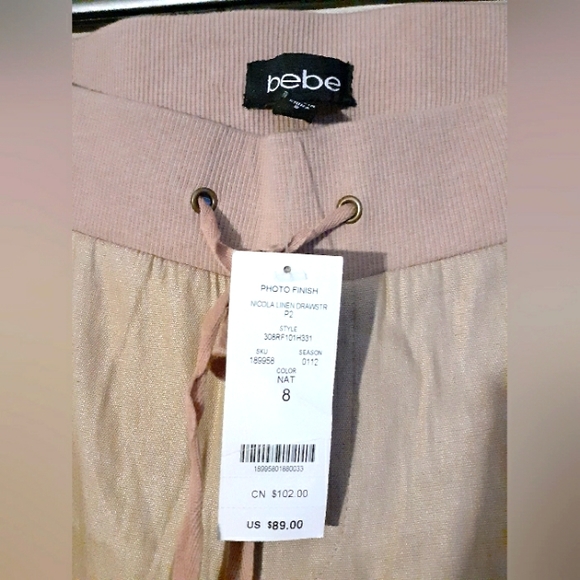 bebe
PHOTO FINISH
NICOLA LINEN DRAWSTR
P2
STYLE
308RF101H331
SKU SEASON
189958 0112
COLOR
NAT
8
18995801880033
CN $102.00
US $89.00